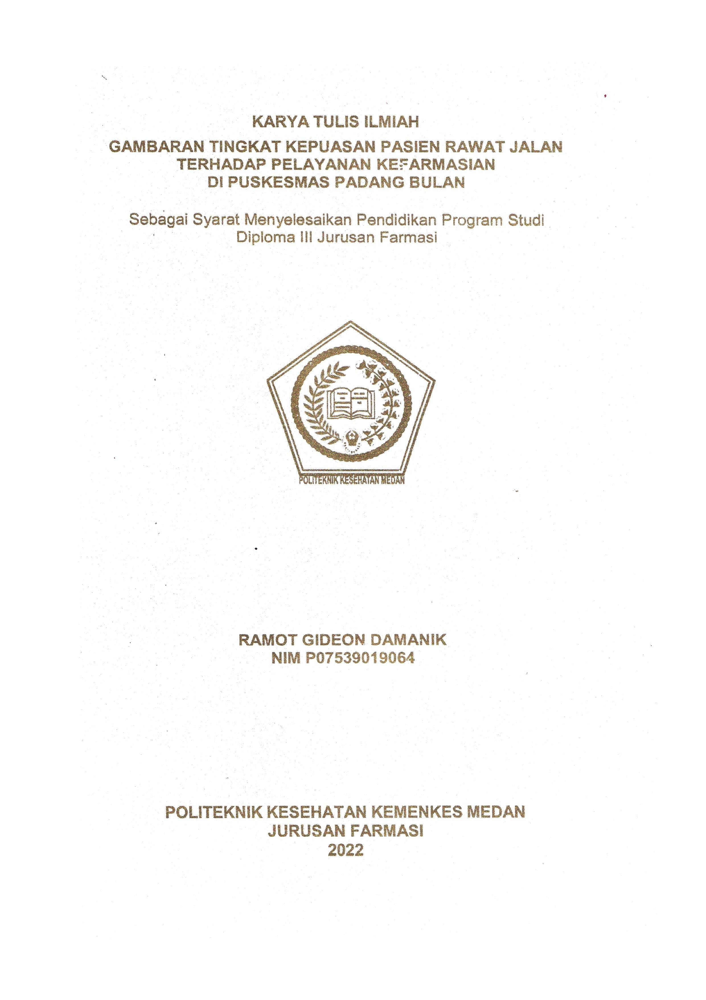 KARYA TULIS ILMIAH
GAMBARAN TINGKAT KEPUASAN PASIEN RAWAT JALAN
TERHADAP PELAYANAN KEFARMASIAN
DI PUSKESMAS PADANG BULAN
Sebagai Syarat Menyelesaikan Pendidikan Program Studi
Diploma III Jurusan Farmasi
POLITEKNIK KESEHATAN MEDAN
RAMOT GIDEON DAMANIK
NIM P07539019064
POLITEKNIK KESEHATAN KEMENKES MEDAN
JURUSAN FARMASI
2022